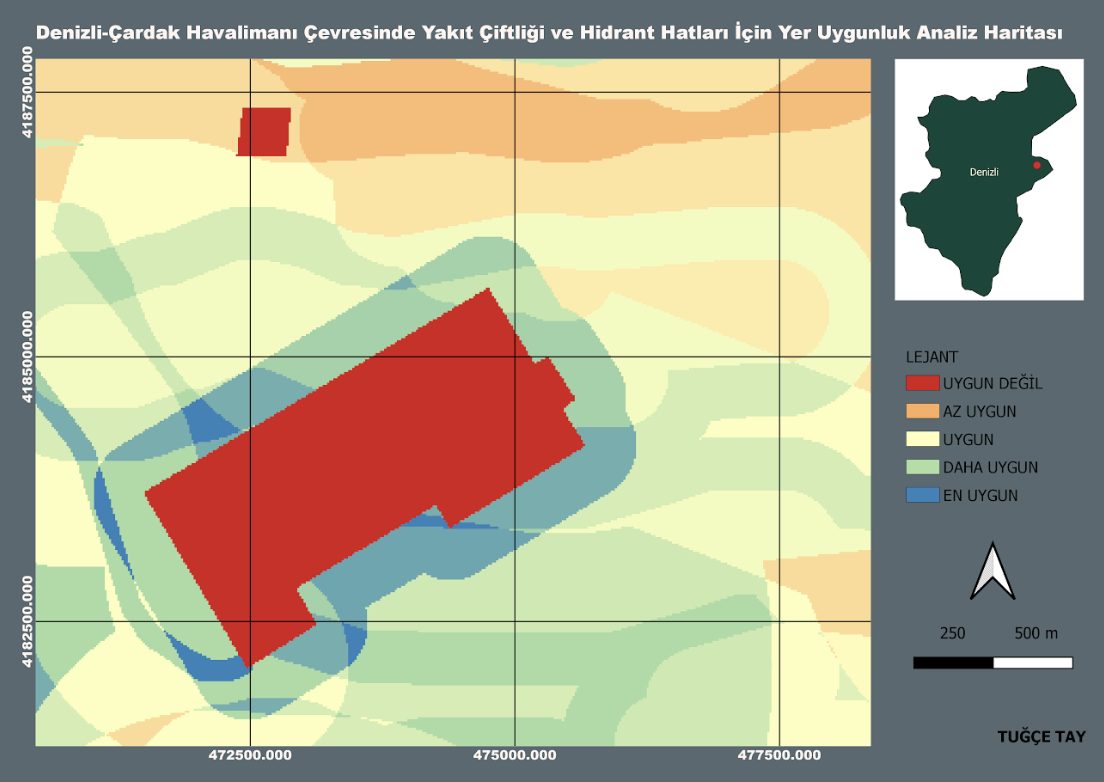 Denizli-Çardak Havalimanı Çevresinde Yakıt Çiftliği ve Hidrant Hatları İçin Yer Uygunluk Analiz Haritası
4187500.000
4185000.000
4182500.000
472500.000
475000.000
477500.000
Denizli
LEJANT
UYGUN DEĞİL
AZ UYGUN
UYGUN
DAHA UYGUN
EN UYGUN
250 500 m
TUĞÇE TAY